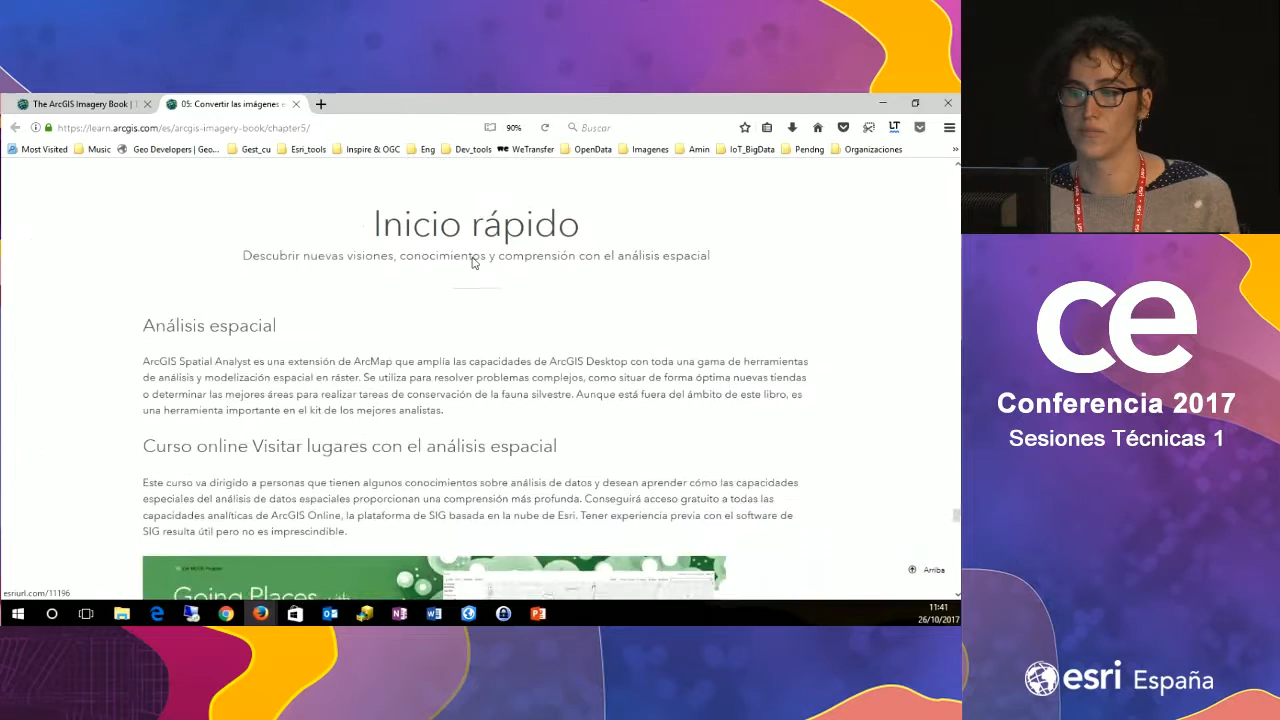 The ArcGIS Imagery Book |
05: Convertir las imágenes e
https://learn.arcgis.com/es/arcgis-imagery-book/chapter5/
90%
Buscar
LT
Most Visited
Music
Geo Developers | Geo...
Gest_cu
Esri_tools
Inspire & OGC
Eng
Dev_tools
we WeTransfer
OpenData
Imagenes
Amin
IoT_BigData
Pendng
Organizaciones
Inicio rápido
Descubrir nuevas visiones, conocimientos y comprensión con el análisis espacial
Análisis espacial
ArcGIS Spatial Analyst es una extensión de ArcMap que amplía las capacidades de ArcGIS Desktop con toda una gama de herramientas
de análisis y modelización espacial en ráster. Se utiliza para resolver problemas complejos, como situar de forma óptima nuevas tiendas
o determinar las mejores áreas para realizar tareas de conservación de la fauna silvestre. Aunque está fuera del ámbito de este libro, es
una herramienta importante en el kit de los mejores analistas.
Curso online Visitar lugares con el análisis espacial
Este curso va dirigido a personas que tienen algunos conocimientos sobre análisis de datos y desean aprender cómo las capacidades
especiales del análisis de datos espaciales proporcionan una comprensión más profunda. Conseguirá acceso gratuito a todas las
capacidades analíticas de ArcGIS Online, la plataforma de SIG basada en la nube de Esri. Tener experiencia previa con el software de
SIG resulta útil pero no es imprescindible.
Going Places with
Arriba
esriurl.com/11196
11:41
26/10/2017
ce
Conferencia 2017
Sesiones Técnicas 1
esri España